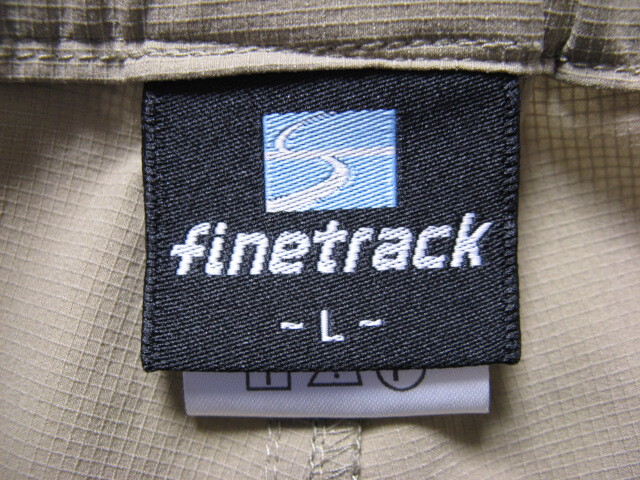 finetrack
~ L ~